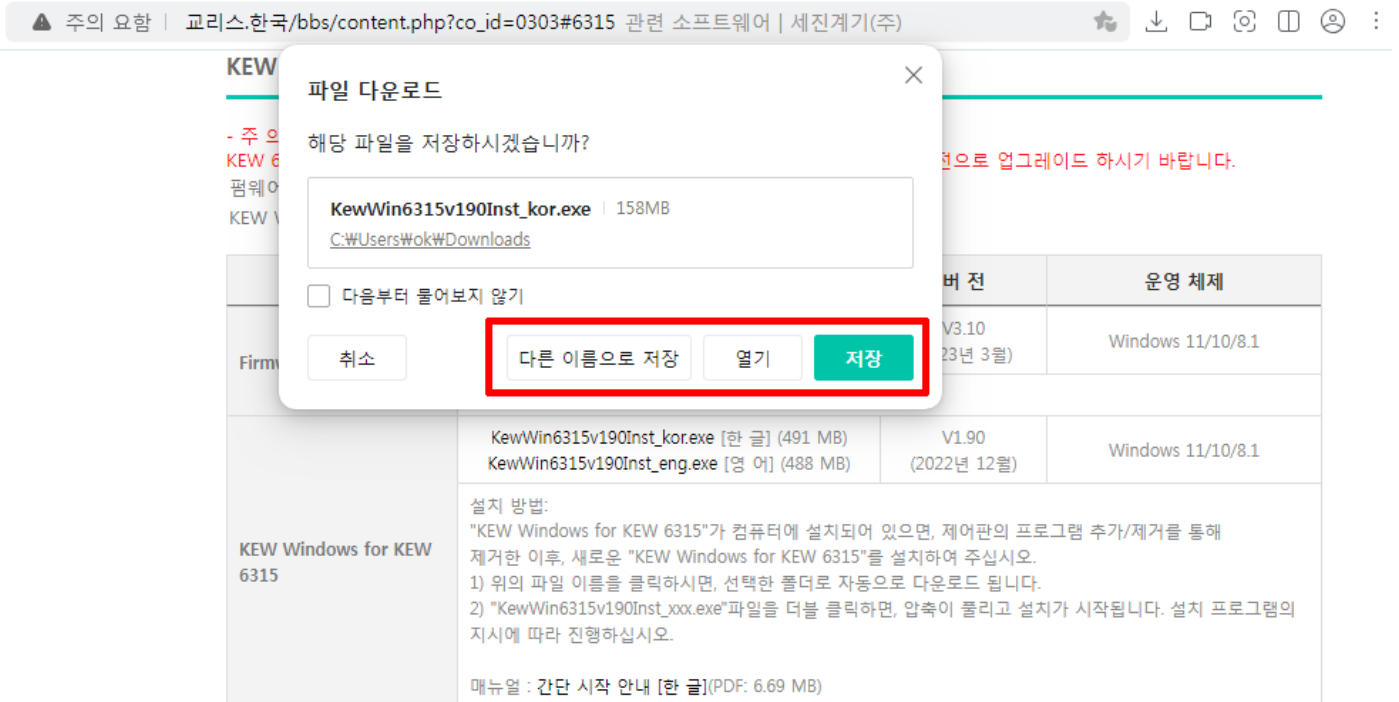 주의 요함 교리스.한국/bbs/content.php?co_id=0303#6315 관련 소프트웨어 | 세진계기(주)
KEW
파일 다운로드
해당 파일을 저장하시겠습니까?
- 주 의
KEW 6
전으로 업그레이드 하시기 바랍니다.
펌웨어
KEW W
KewWin6315v190Inst_kor.exe 158MB
C:₩Users₩ok₩Downloads
다음부터 물어보지 않기
취소 다른 이름으로 저장 열기 저장
버 전 운영 체제
V3.10
23년 3월)
Windows 11/10/8.1
Firmw
KewWin6315v190Inst_kor.exe [한 글] (491 MB)
KewWin6315v190Inst_eng.exe [영 어] (488 MB)
V1.90
(2022년 12월)
Windows 11/10/8.1
KEW Windows for KEW
6315
설치 방법:
"KEW Windows for KEW 6315"가 컴퓨터에 설치되어 있으면, 제어판의 프로그램 추가/제거를 통해
제거한 이후, 새로운 "KEW Windows for KEW 6315"를 설치하여 주십시오.
1) 위의 파일 이름을 클릭하시면, 선택한 폴더로 자동으로 다운로드 됩니다.
2) "KewWin6315v190Inst_xxx.exe"파일을 더블 클릭하면, 압축이 풀리고 설치가 시작됩니다. 설치 프로그램의
지시에 따라 진행하십시오.
매뉴얼 : 간단 시작 안내 [한 글](PDF: 6.69 MB)